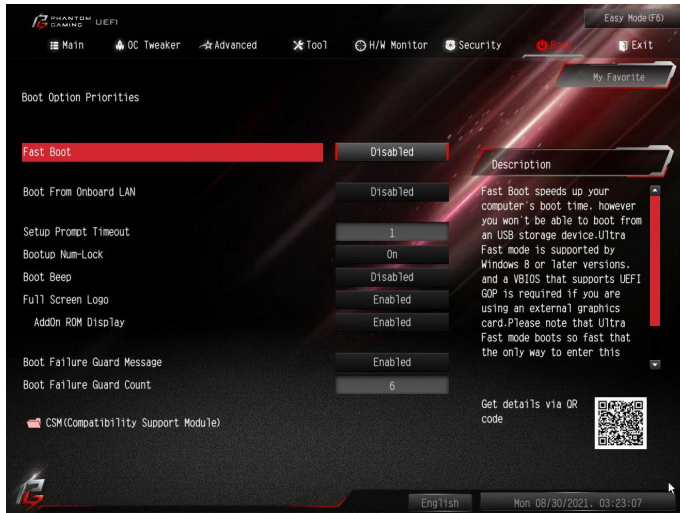 PHANTOM
GAMING UEFI
Easy Mode(F6)
Main OC Tweaker Advanced Tool H/W Monitor Security Boot Exit
My Favorite
Boot Option Priorities
Fast Boot Disabled
Description
Boot From Onboard LAN Disabled
Setup Prompt Timeout 1
Bootup Num-Lock On
Boot Beep Disabled
Full Screen Logo Enabled
AddOn ROM Display Enabled
Boot Failure Guard Message Enabled
Boot Failure Guard Count 6
CSM(Compatibility Support Module)
Fast Boot speeds up your
computer's boot time, however
you won't be able to boot from
an USB storage device.Ultra
Fast mode is supported by
Windows 8 or later versions,
and a VBIOS that supports UEFI
GOP is required if you are
using an external graphics
card.Please note that Ultra
Fast mode boots so fast that
the only way to enter this
Get details via QR
code
English
Mon 08/30/2021, 03:23:07